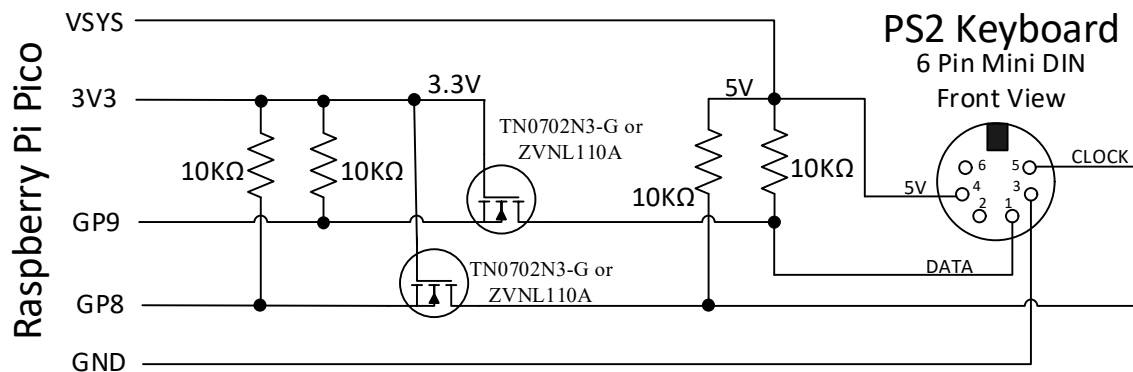 Raspberry Pi Pico
VSYS
3V3
GP9
GP8
GND
3.3V
10KΩ
10KΩ
TN0702N3-G or
ZVNL110A
TN0702N3-G or
ZVNL110A
5V
10KΩ
10KΩ
PS2 Keyboard
6 Pin Mini DIN
Front View
6
5
4
3
2
1
5V
CLOCK
DATA